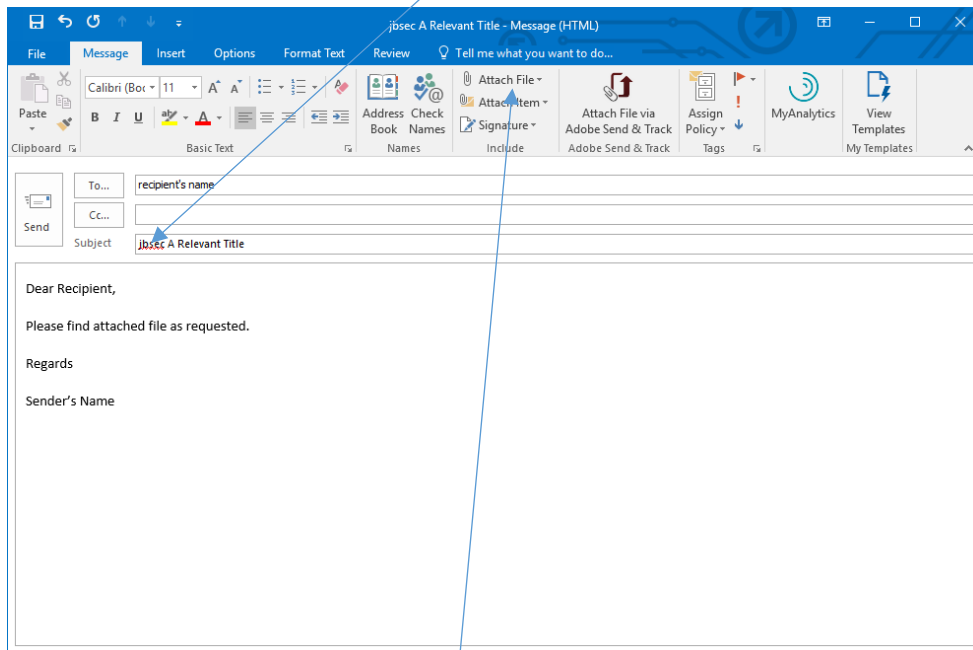 jbsec A Relevant Title - Message (HTML)
File Message Insert Options Format Text Review Tell me what you want to do...
Paste
Clipboard
Calibri (Boc 11 A A
B I U ab A
Basic Text
Address Book
Check Names
Names
Attach File
Attach Item
Signature
Include
Attach File via
Adobe Send & Track
Adobe Send & Track
Assign
Policy
Tags
MyAnalytics
View
Templates
My Templates
Send
To... recipient's name
Cc...
Subject jbsec A Relevant Title
Dear Recipient,
Please find attached file as requested.
Regards
Sender's Name